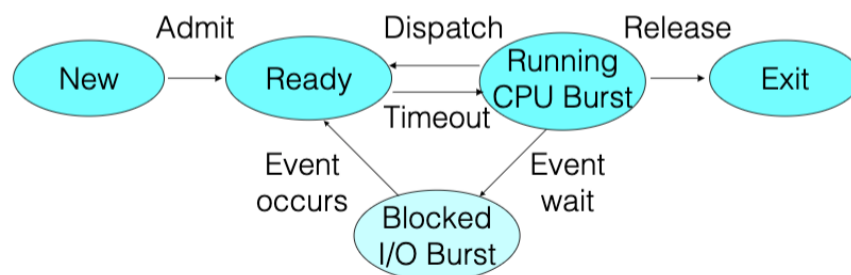 Admit
Dispatch
Release
New
Ready
Running
CPU Burst
Exit
Timeout
Event
occurs
Event
wait
Blocked
I/O Burst